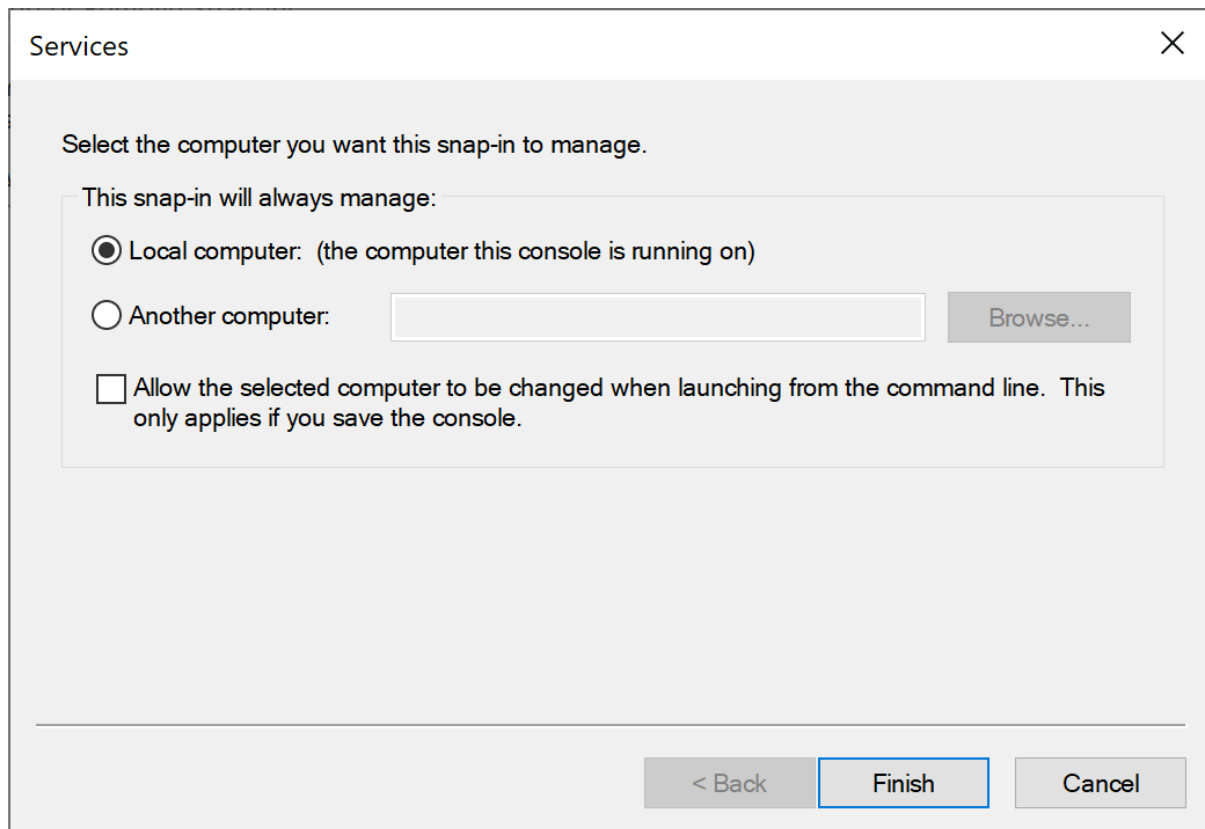 Services
Select the computer you want this snap-in to manage.
This snap-in will always manage:
Local computer:  (the computer this console is running on)
Another computer:
Browse...
Allow the selected computer to be changed when launching from the command line.  This
only applies if you save the console.
< Back
Finish
Cancel